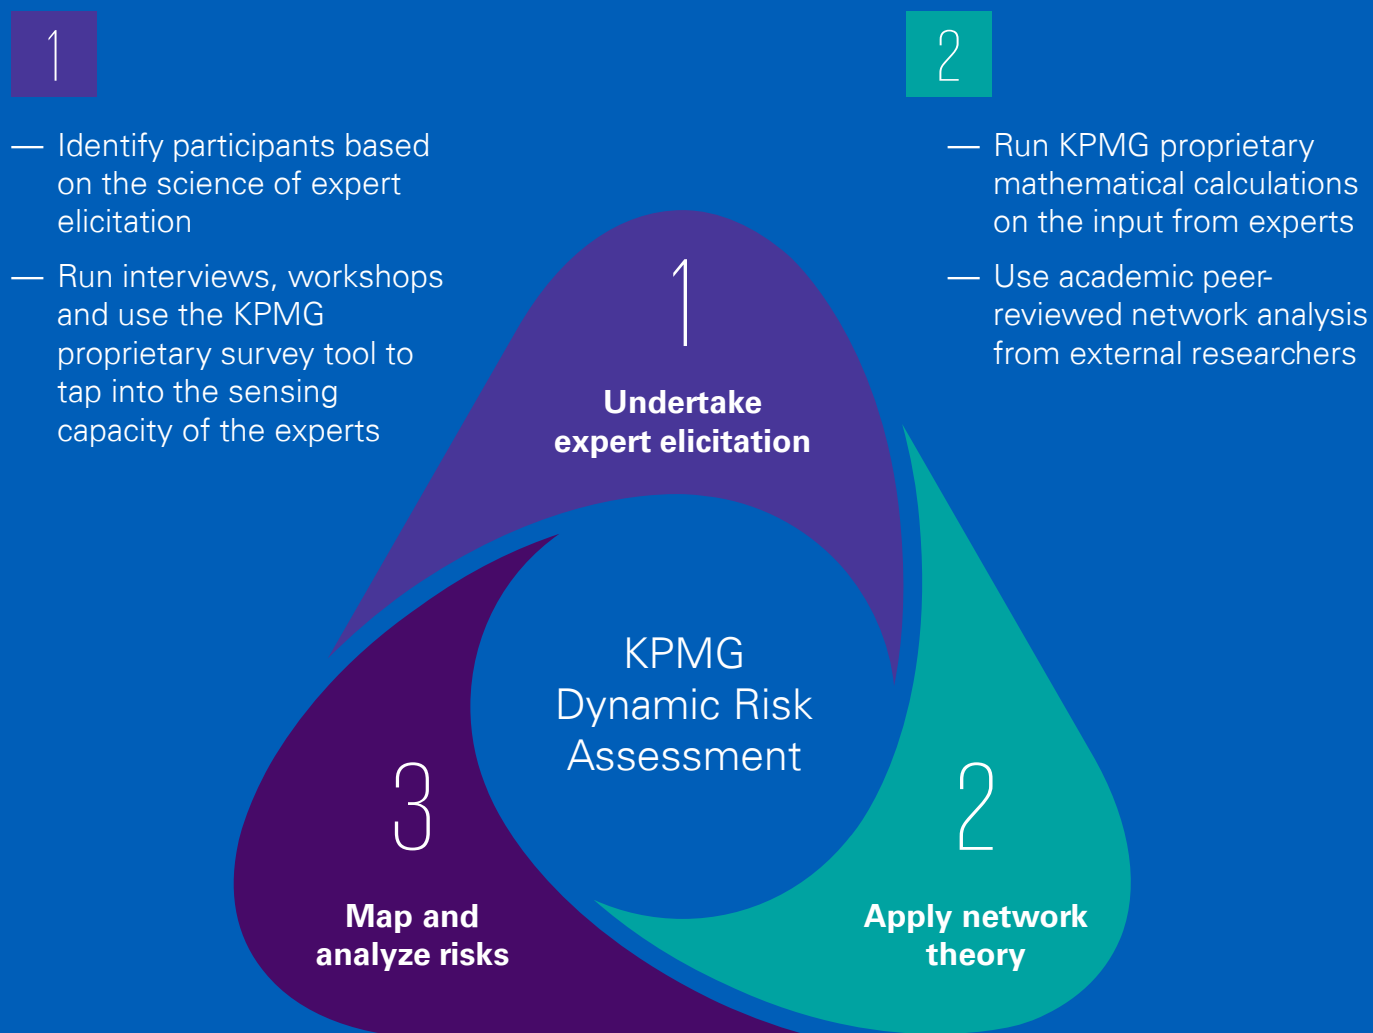 1
— Identify participants based
on the science of expert
elicitation
— Run interviews, workshops
and use the KPMG
proprietary survey tool to
tap into the sensing
capacity of the experts
2
— Run KPMG proprietary
mathematical calculations
on the input from experts
— Use academic peer-
reviewed network analysis
from external researchers
1
Undertake
expert elicitation
KPMG
Dynamic Risk
Assessment
3
Map and
analyze risks
2
Apply network
theory